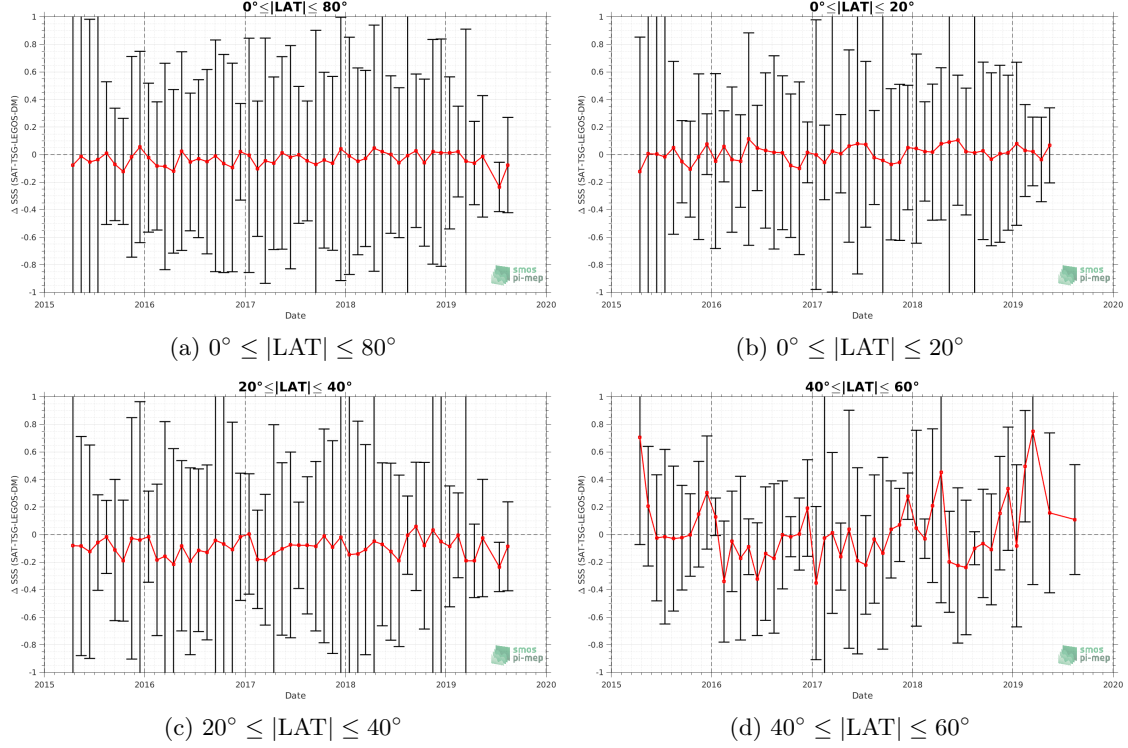 0°≤|LAT|≤ 80°
1
0.8
0.6
0.4
0.2
0
-0.2
-0.4
-0.6
-0.8
-1
Δ SSS (SAT-TSG-LEGOS-DM)
2015 2016 2017 2018 2019 2020
Date
smos
pi-mep
(a) 0° ≤ |LAT| ≤ 80°
0°≤|LAT|≤ 20°
1
0.8
0.6
0.4
0.2
0
-0.2
-0.4
-0.6
-0.8
-1
Δ SSS (SAT-TSG-LEGOS-DM)
2015 2016 2017 2018 2019 2020
Date
smos
pi-mep
(b) 0° ≤ |LAT| ≤ 20°
20°≤|LAT|≤ 40°
1
0.8
0.6
0.4
0.2
0
-0.2
-0.4
-0.6
-0.8
-1
Δ SSS (SAT-TSG-LEGOS-DM)
2015 2016 2017 2018 2019 2020
Date
smos
pi-mep
(c) 20° ≤ |LAT| ≤ 40°
40°≤|LAT|≤ 60°
1
0.8
0.6
0.4
0.2
0
-0.2
-0.4
-0.6
-0.8
-1
Δ SSS (SAT-TSG-LEGOS-DM)
2015 2016 2017 2018 2019 2020
Date
smos
pi-mep
(d) 40° ≤ |LAT| ≤ 60°